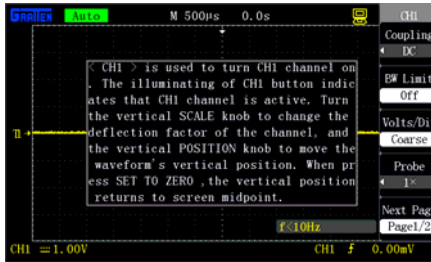 GRATTEN Auto M 500µs 0.0s CH1
Coupling
DC
BW Limit
Off
Volts/Di
Coarse
Probe
1×
Next Pag
Page1/2
< CH1 > is used to turn CH1 channel on
. The illuminating of CH1 button indic
ates that CH1 channel is active. Turn
the vertical SCALE knob to change the
deflection factor of the channel, and
the vertical POSITION knob to move the
waveform's vertical position. When pr
ess SET TO ZERO ,the vertical position
returns to screen midpoint.
f<10Hz
CH1 1.00V CH1 0.00mV